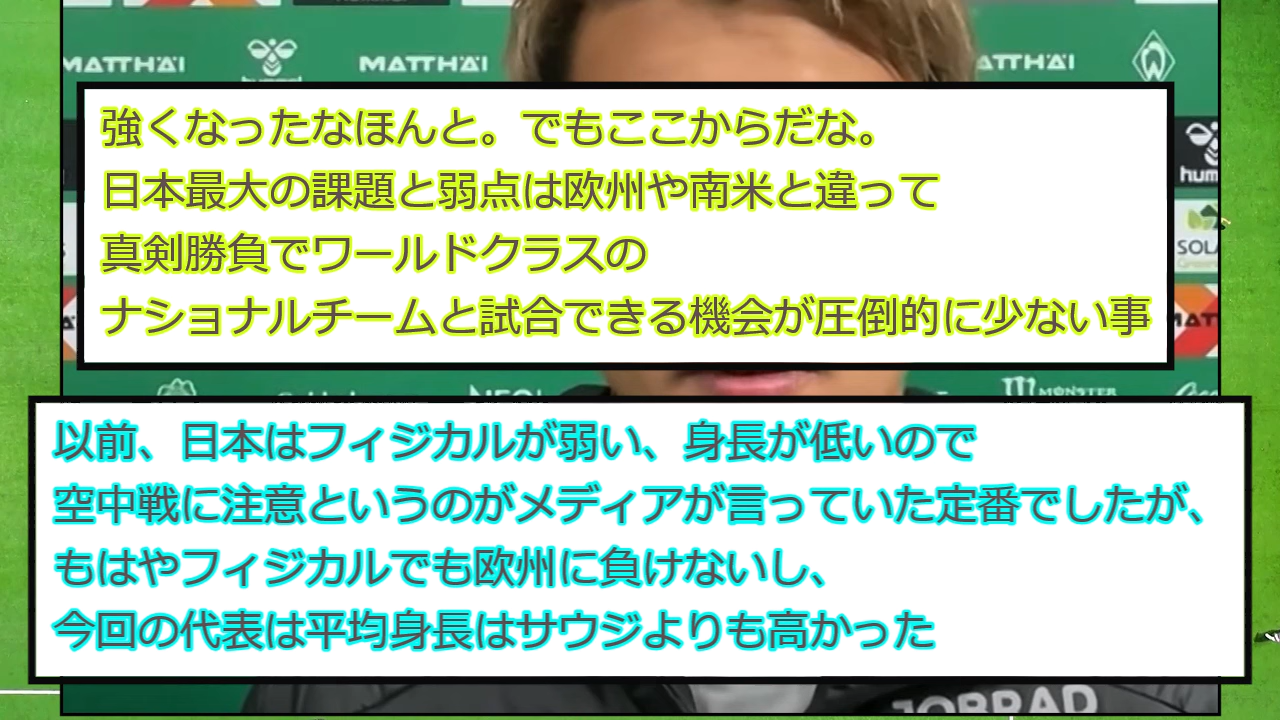 MATTHÄI
MATTHÄI
hummel
強くなったなほんと。でもここからだな。
日本最大の課題と弱点は欧州や南米と違って
真剣勝負でワールドクラスの
ナショナルチームと試合できる機会が圧倒的に少ない事
以前、日本はフィジカルが弱い、身長が低いので
空中戦に注意というのがメディアが言っていた定番でしたが、
もはやフィジカルでも欧州に負けないし、
今回の代表は平均身長はサウジよりも高かった
JOBRAD